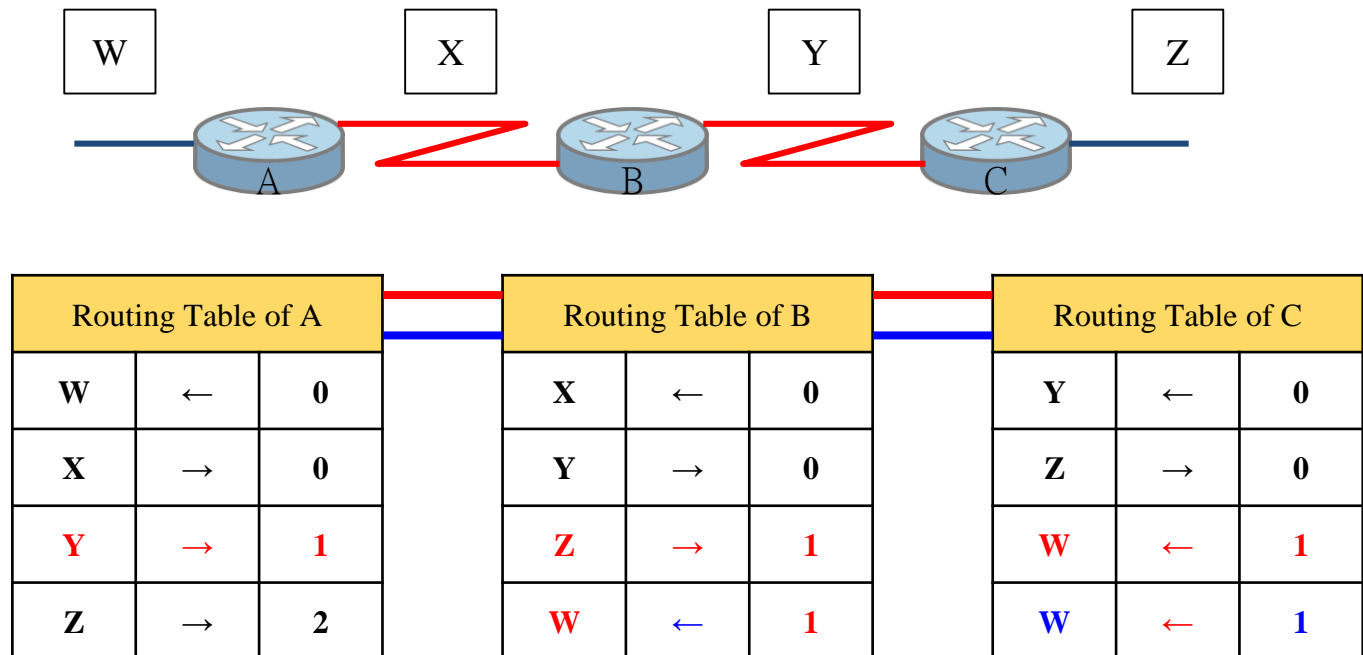 W X Y Z
A B C
Routing Table of A Routing Table of B Routing Table of C
W ← 0 X ← 0 Y ← 0
X → 0 Y → 0 Z → 0
Y → 1 Z → 1 W ← 1
Z → 2 W ← 1 W ← 1